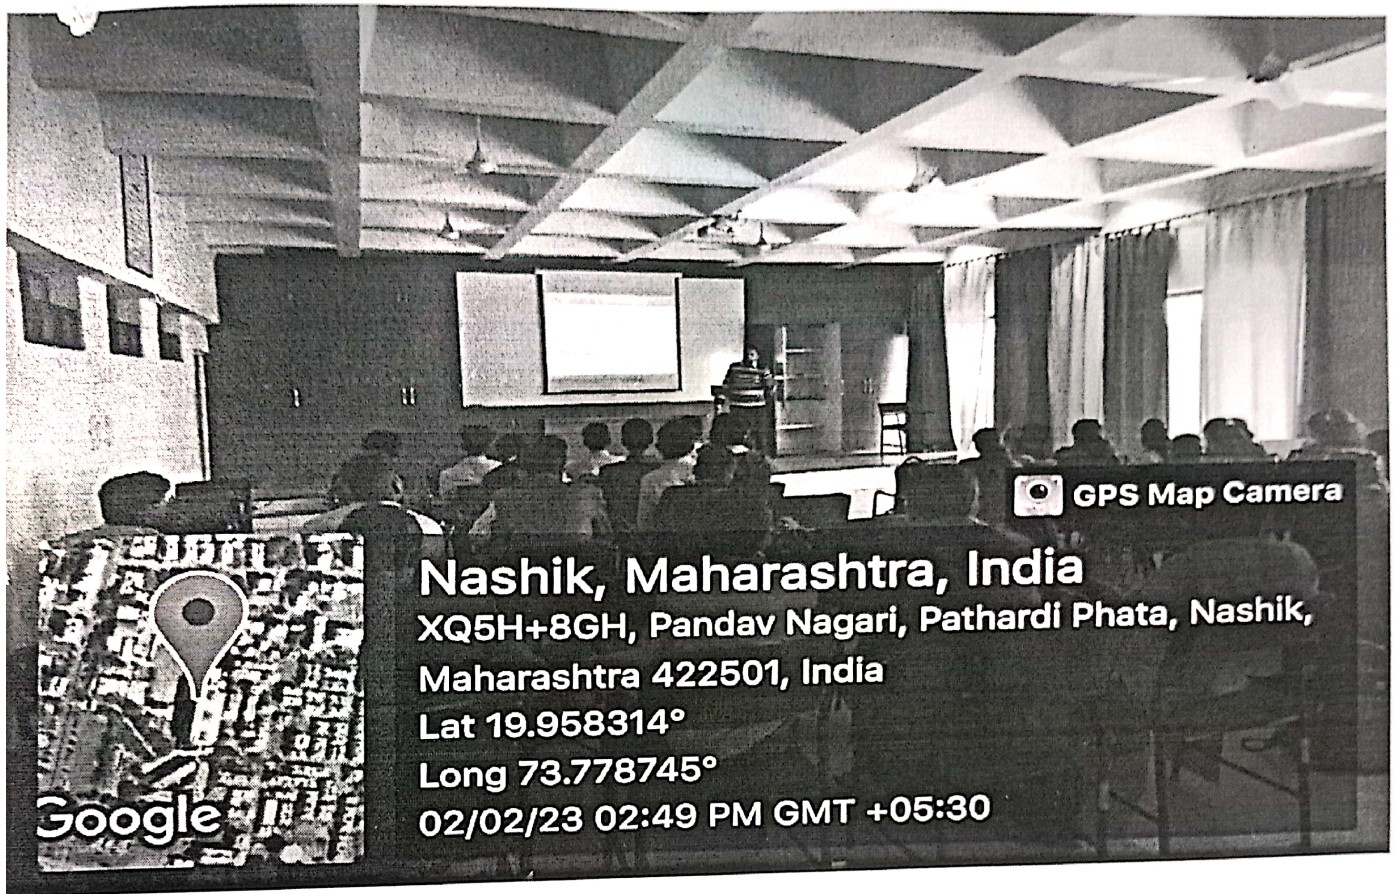 GPS Map Camera
Nashik, Maharashtra, India
XQ5H+8GH, Pandav Nagari, Pathardi Phata, Nashik,
Maharashtra 422501, India
Lat 19.958314°
Long 73.778745°
02/02/23 02:49 PM GMT +05:30
Google